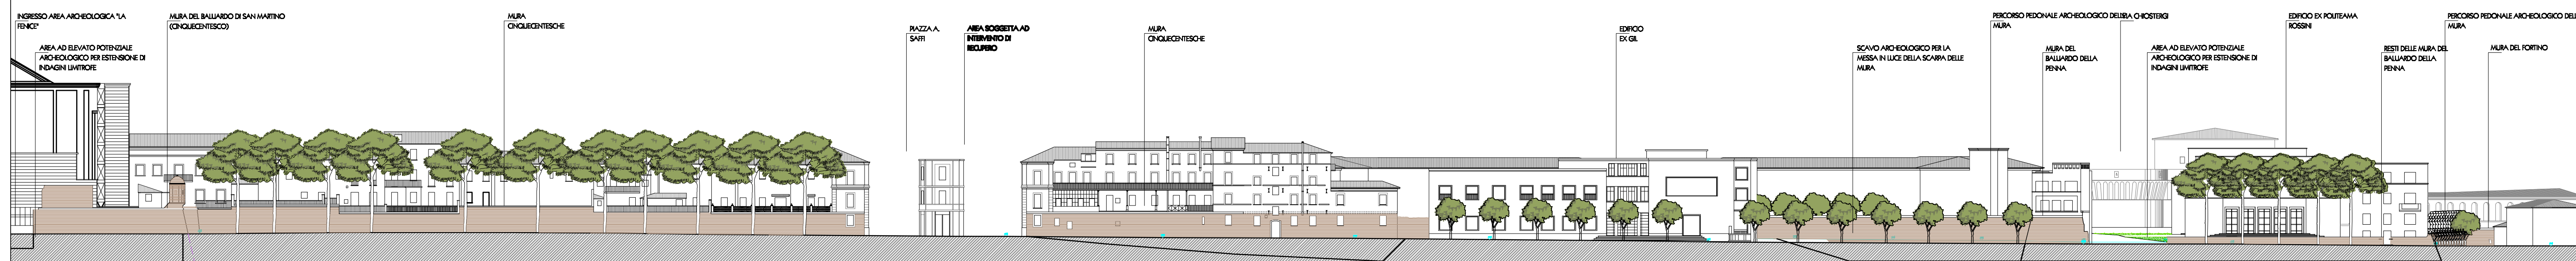 INGRESSO AREA ARCHEOLOGICA "LA
FENICE"
AREA AD ELEVATO POTENZIALE
ARCHEOLOGICO PER ESTENSIONE DI
INDAGINI LIMITROFE
MURA DEL BALUARDO DI SAN MARTINO
(CINQUECENTESCO)
MURA
CINQUECENTESCHE
PIAZZA A.
SAFFI
AREA SOGGETTA AD
INTERVENTO DI
RECUPERO
MURA
CINQUECENTESCHE
EDIFICIO
EX GIL
SCAVO ARCHEOLOGICO PER LA
MESSA IN LUCE DELLA SCARPA DELLE
MURA
PERCORSO PEDONALE ARCHEOLOGICO DELLE
MURA
MURA DEL
BALUARDO DELLA
PENNA
VIA CHIOSTERGI
AREA AD ELEVATO POTENZIALE
ARCHEOLOGICO PER ESTENSIONE DI
INDAGINI LIMITROFE
EDIFICIO EX POLITEAMA
ROSSINI
RESTI DELLE MURA DEL
BALUARDO DELLA
PENNA
PERCORSO PEDONALE ARCHEOLOGICO DELLE
MURA
MURA DEL FORTINO